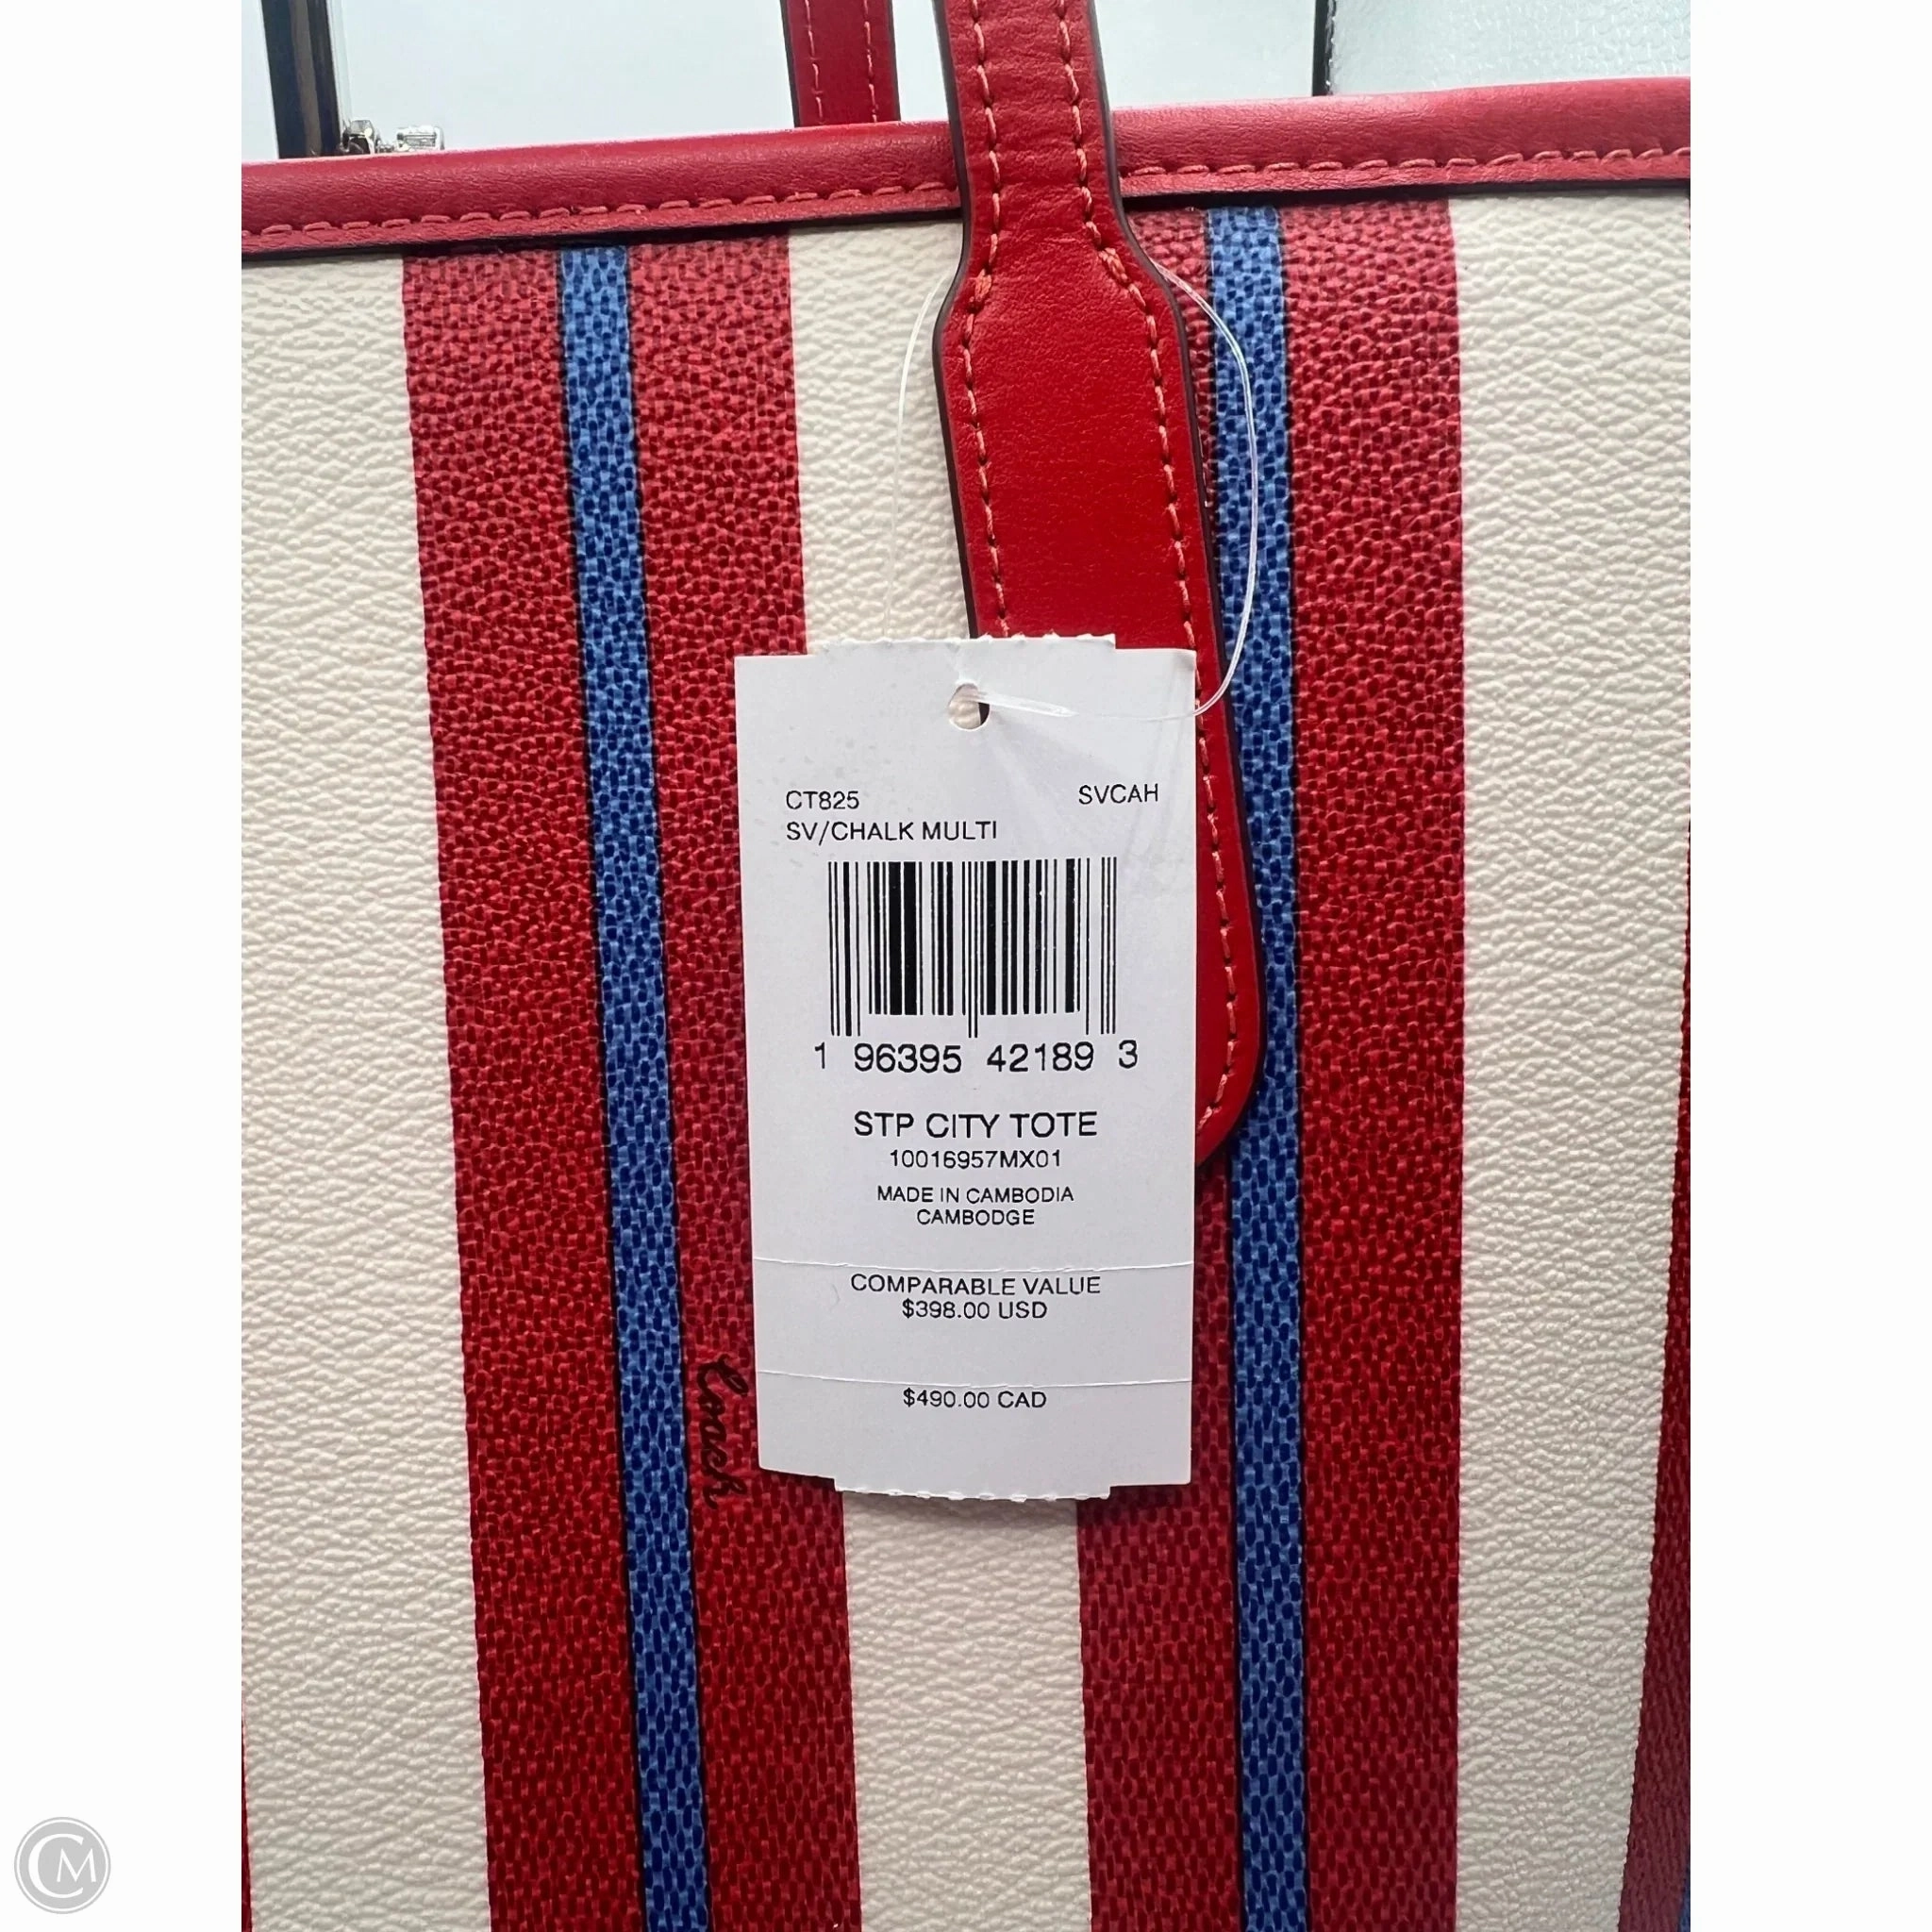 CT825 SVCAH
SV/CHALK MULTI
1 96395 42189 3
STP CITY TOTE
10016957MX01
MADE IN CAMBODIA
CAMBODGE
COMPARABLE VALUE
$398.00 USD
$490.00 CAD
Coach
CM